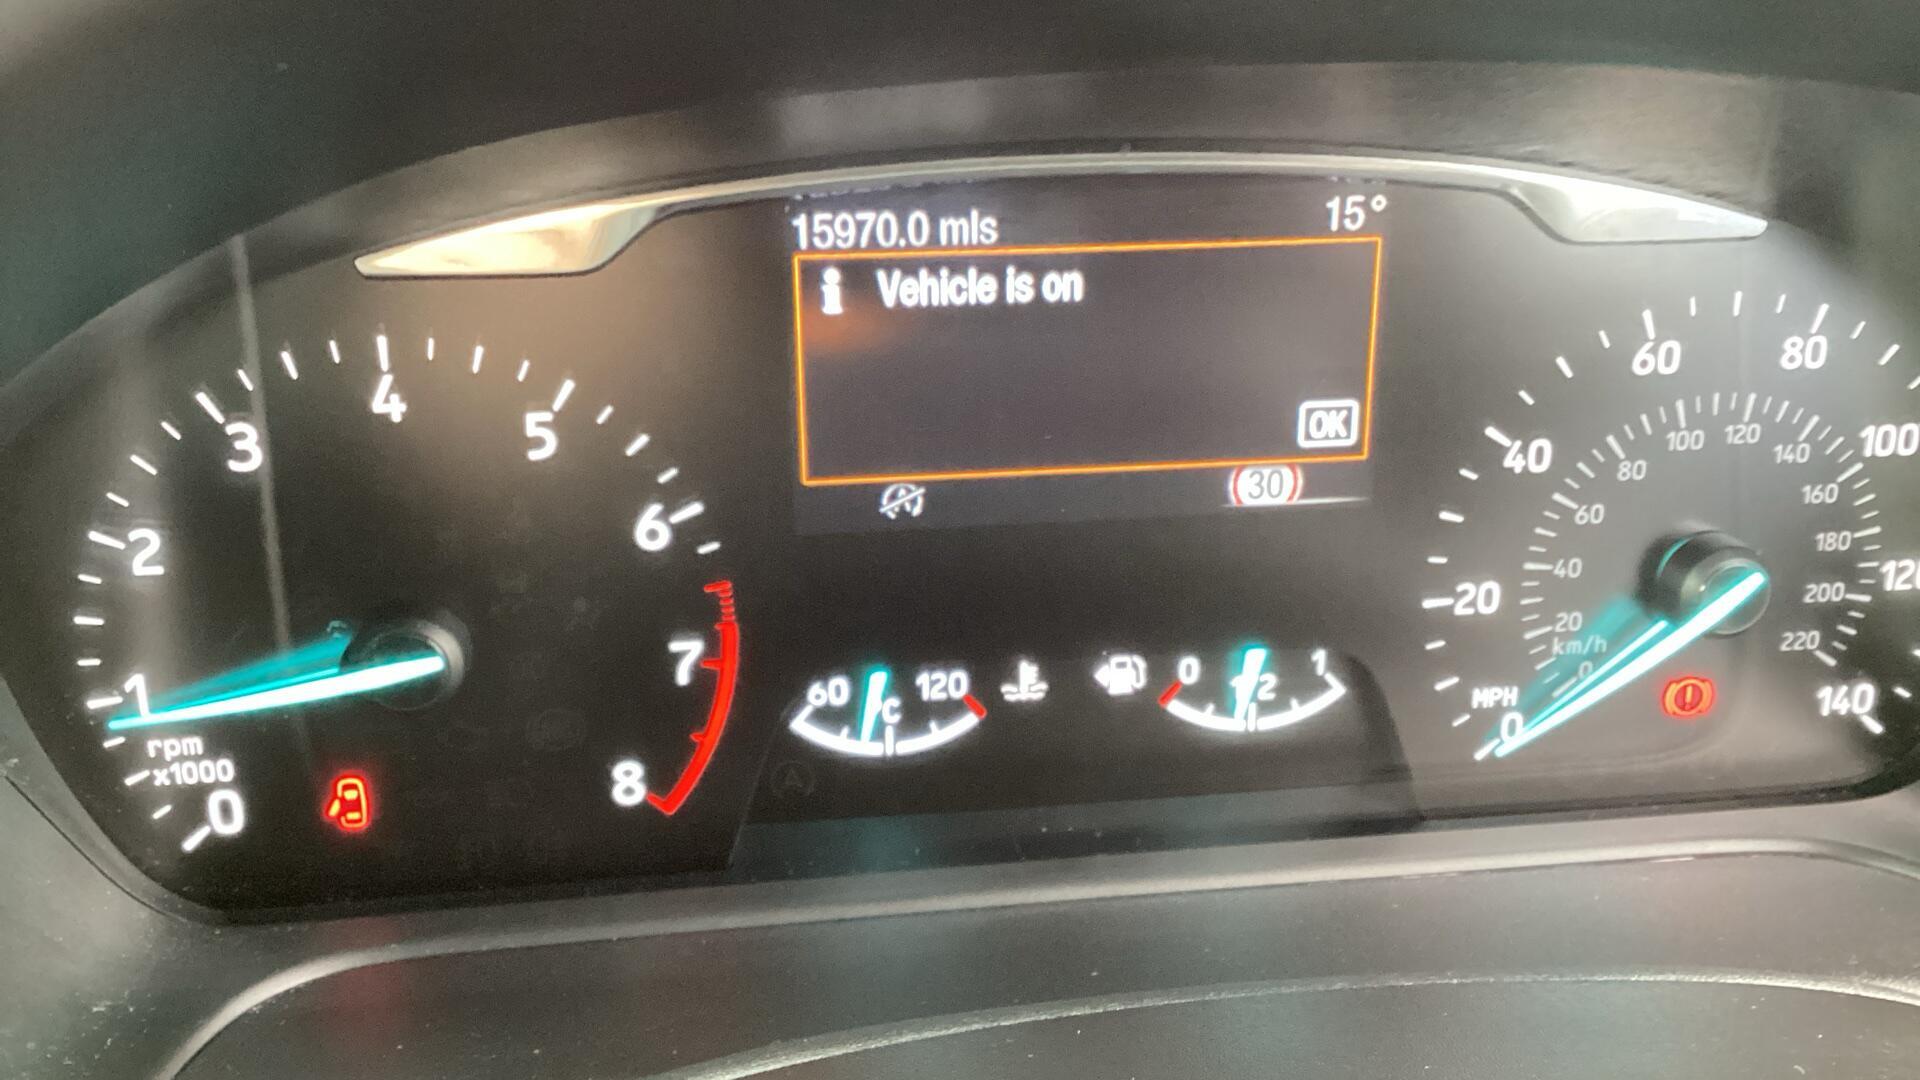 15970.0 mls 15°
i Vehicle is on
OK
30
0 1 2 3 4 5 6 7 8
rpm
x1000
60 120
°C
0 1/2 1
0 20 40 60 80 100 140
MPH
0 20 40 60 80 100 120 140 160 180 200 220
km/h